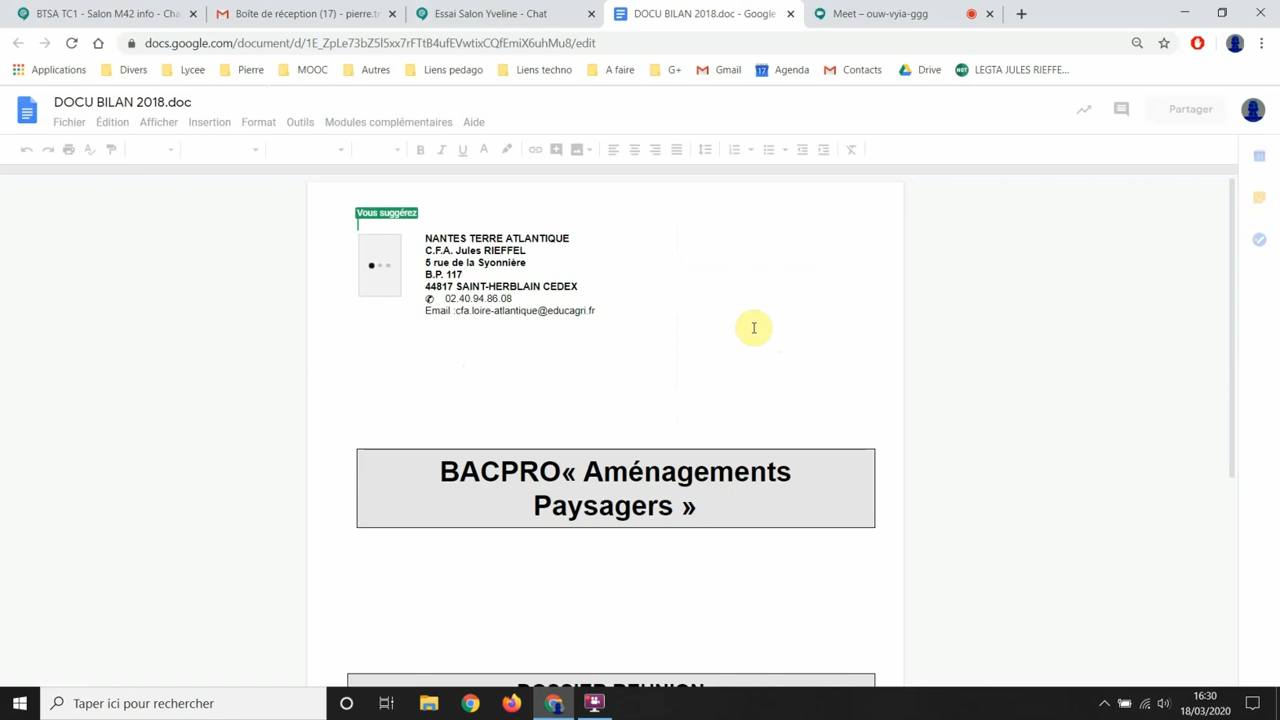 BTSA TC1 - Salon M42 info - Cha
Boîte de réception (17) - pierre.to
Essai Salon Yveline - Chat
DOCU BILAN 2018.doc - Google
Meet – ouw-vyia-ggg
docs.google.com/document/d/1E_ZpLe73bZ5l5xx7rFTtB4ufEVwtixCQfEmiX6uhMu8/edit
Applications
Divers
Lycee
Pierre
MOOC
Autres
Liens pedago
Liens techno
A faire
G+
Gmail
17
Agenda
Contacts
Drive
LEGTA JULES RIEFFE...
DOCU BILAN 2018.doc
Fichier Édition Afficher Insertion Format Outils Modules complémentaires Aide
Partager
Vous suggérez
NANTES TERRE ATLANTIQUE
C.F.A. Jules RIEFFEL
5 rue de la Syonnière
B.P. 117
44817 SAINT-HERBLAIN CEDEX
✆ 02.40.94.86.08
Email :cfa.loire-atlantique@educagri.fr
BACPRO« Aménagements
Paysagers »
DOSSIER REUNION
Taper ici pour rechercher
16:30
18/03/2020